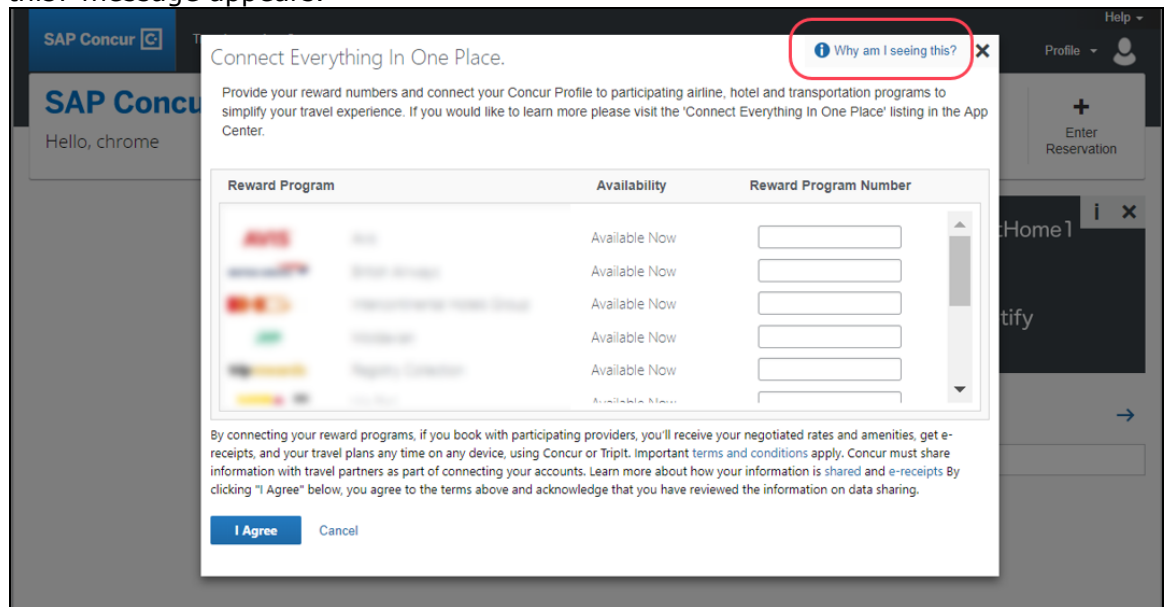 this? message appears:
Help
SAP Concur C
Profile
Connect Everything In One Place.
Why am I seeing this?
Provide your reward numbers and connect your Concur Profile to participating airline, hotel and transportation programs to
simplify your travel experience. If you would like to learn more please visit the 'Connect Everything In One Place' listing in the App
Center.
SAP Concu
Hello, chrome
+
Enter
Reservation
Reward Program Availability Reward Program Number
AVIS Available Now
Available Now
Available Now
Available Now
Available Now
Available Now
i
tHome1
tify
By connecting your reward programs, if you book with participating providers, you'll receive your negotiated rates and amenities, get e-
receipts, and your travel plans any time on any device, using Concur or TripIt. Important terms and conditions apply. Concur must share
information with travel partners as part of connecting your accounts. Learn more about how your information is shared and e-receipts By
clicking "I Agree" below, you agree to the terms above and acknowledge that you have reviewed the information on data sharing.
I Agree Cancel